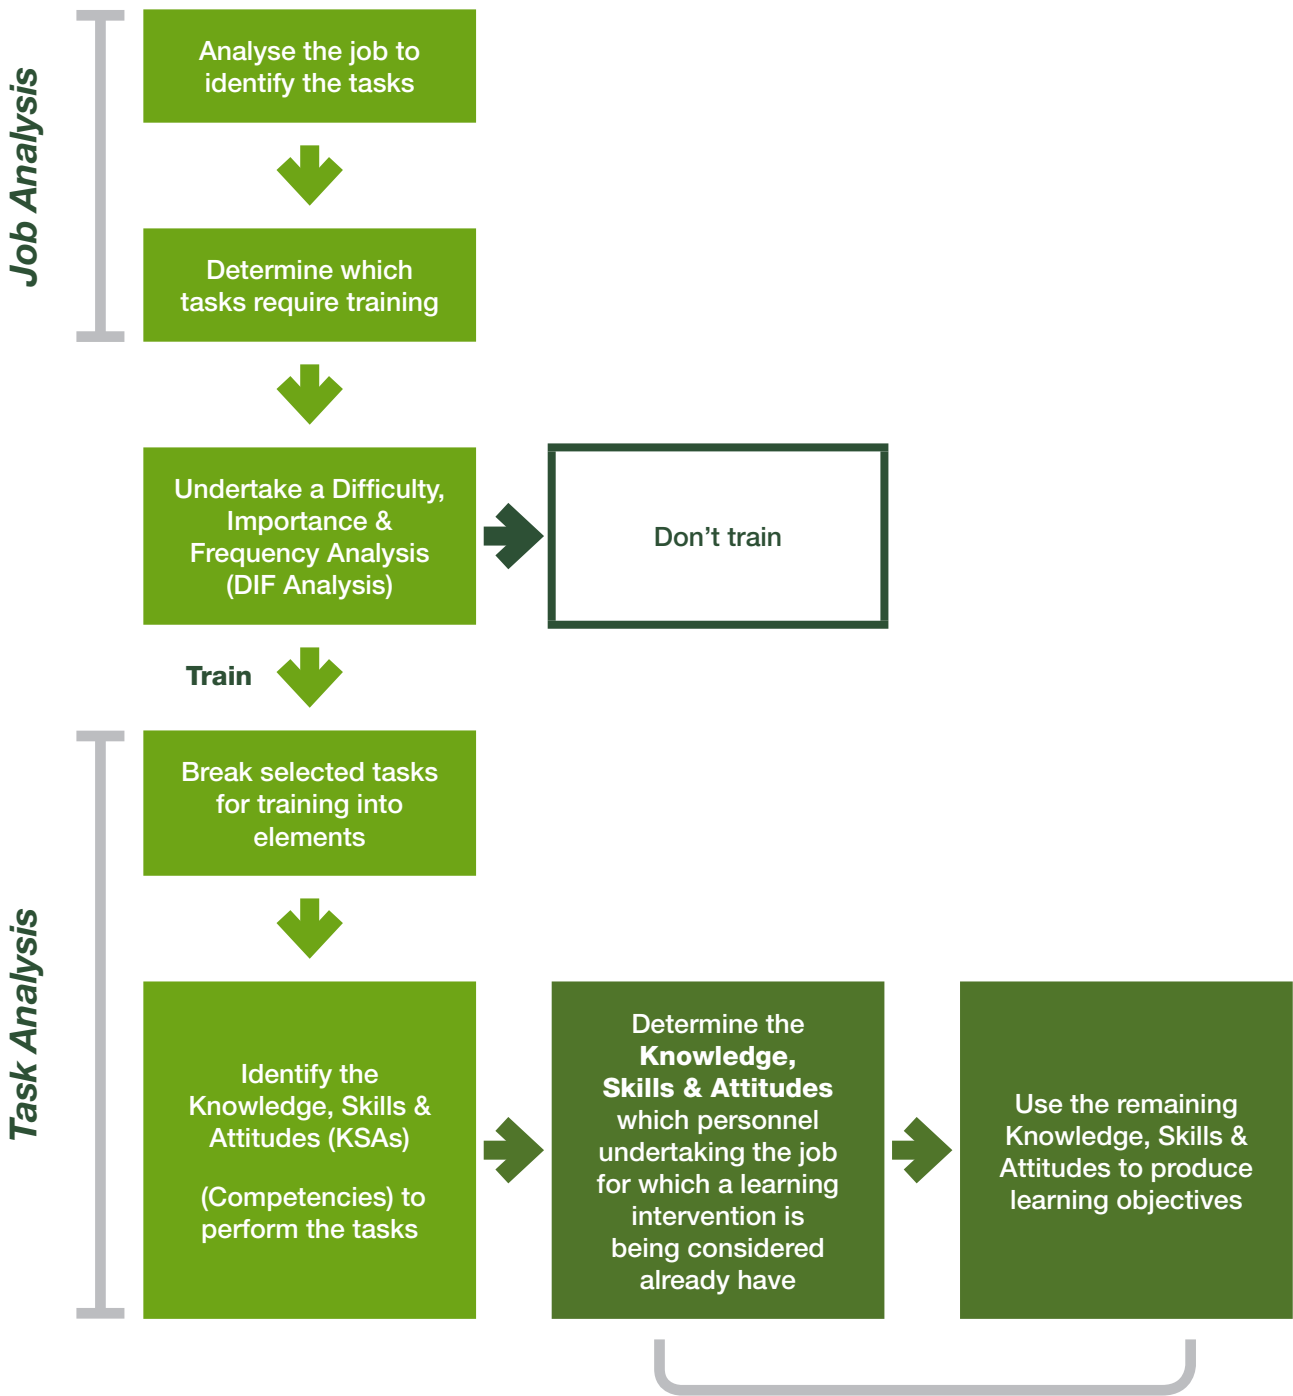 Job Analysis
Analyse the job to
identify the tasks
Determine which
tasks require training
Undertake a Difficulty,
Importance &
Frequency Analysis
(DIF Analysis)
Don’t train
Train
Task Analysis
Break selected tasks
for training into
elements
Identify the
Knowledge, Skills &
Attitudes (KSAs)
(Competencies) to
perform the tasks
Determine the
Knowledge,
Skills & Attitudes
which personnel
undertaking the job
for which a learning
intervention is
being considered
already have
Use the remaining
Knowledge, Skills &
Attitudes to produce
learning objectives